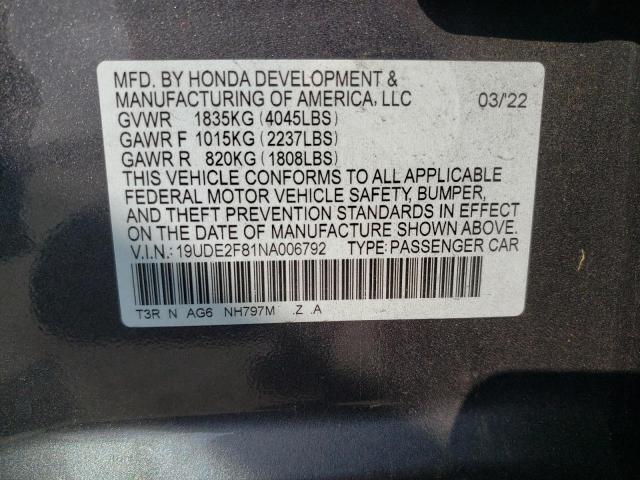 MFD. BY HONDA DEVELOPMENT &
MANUFACTURING OF AMERICA, LLC 03/'22
GVWR 1835KG (4045LBS)
GAWR F 1015KG (2237LBS)
GAWR R 820KG (1808LBS)
THIS VEHICLE CONFORMS TO ALL APPLICABLE
FEDERAL MOTOR VEHICLE SAFETY, BUMPER,
AND THEFT PREVENTION STANDARDS IN EFFECT
ON THE DATE OF MANUFACTURE SHOWN ABOVE.
V.I.N.: 19UDE2F81NA006792 TYPE: PASSENGER CAR
T3R N AG6 NH797M .Z .A